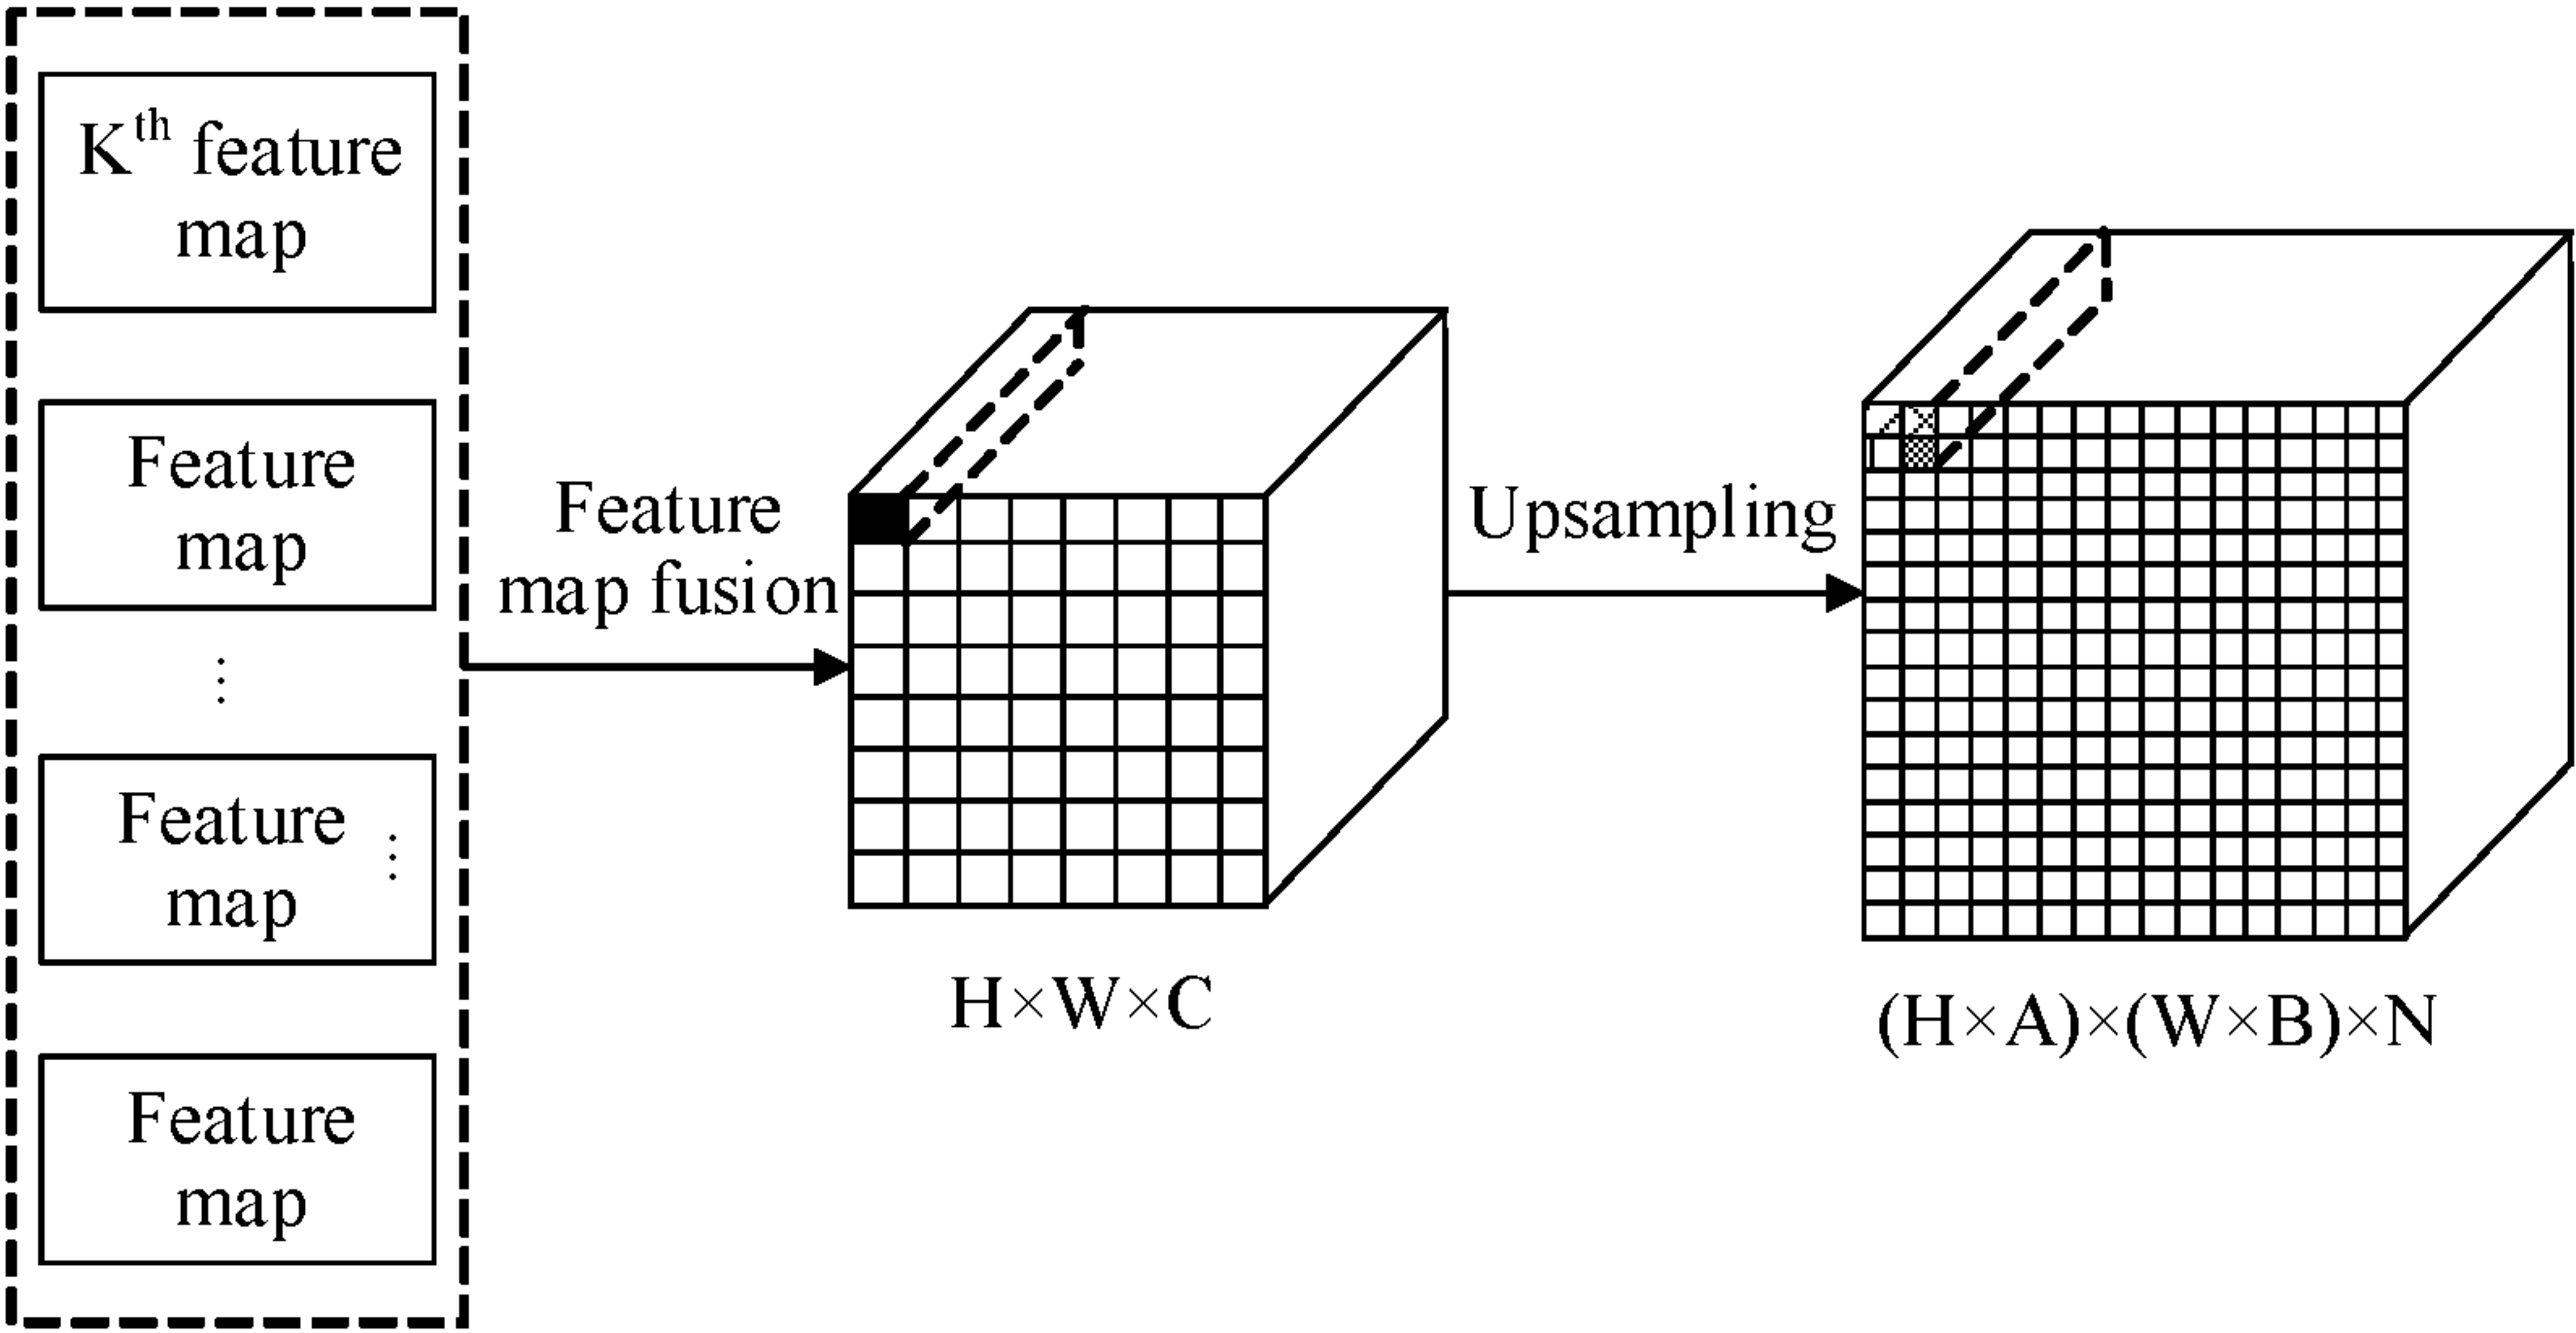 Kth feature
map
Feature
map
⋮
Feature
map
⋮
Feature
map
Feature
map fusion
H×W×C
Upsampling
(H×A)×(W×B)×N